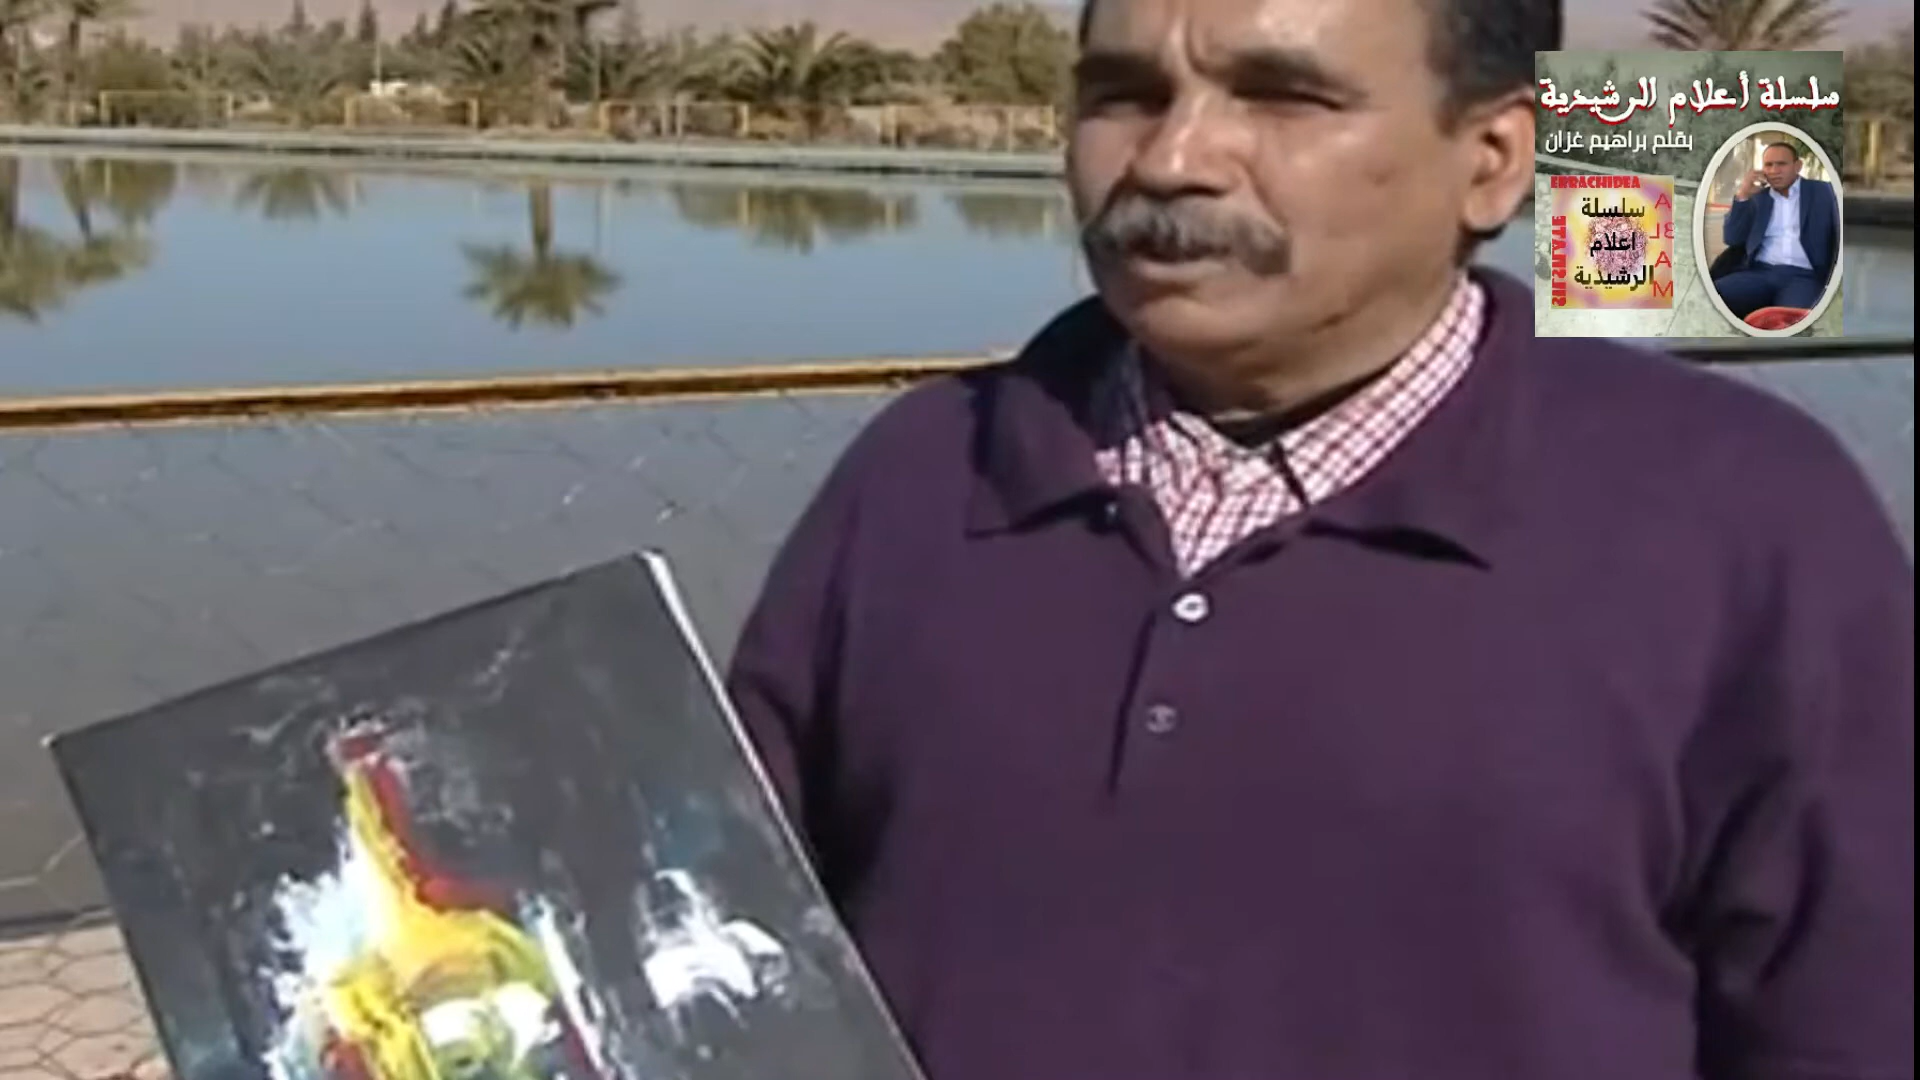 سلسلة أعلام الرشيدية
بقلم براهيم غزان
ERRACHIDEA
سلسلة
اعلام
الرشيدية